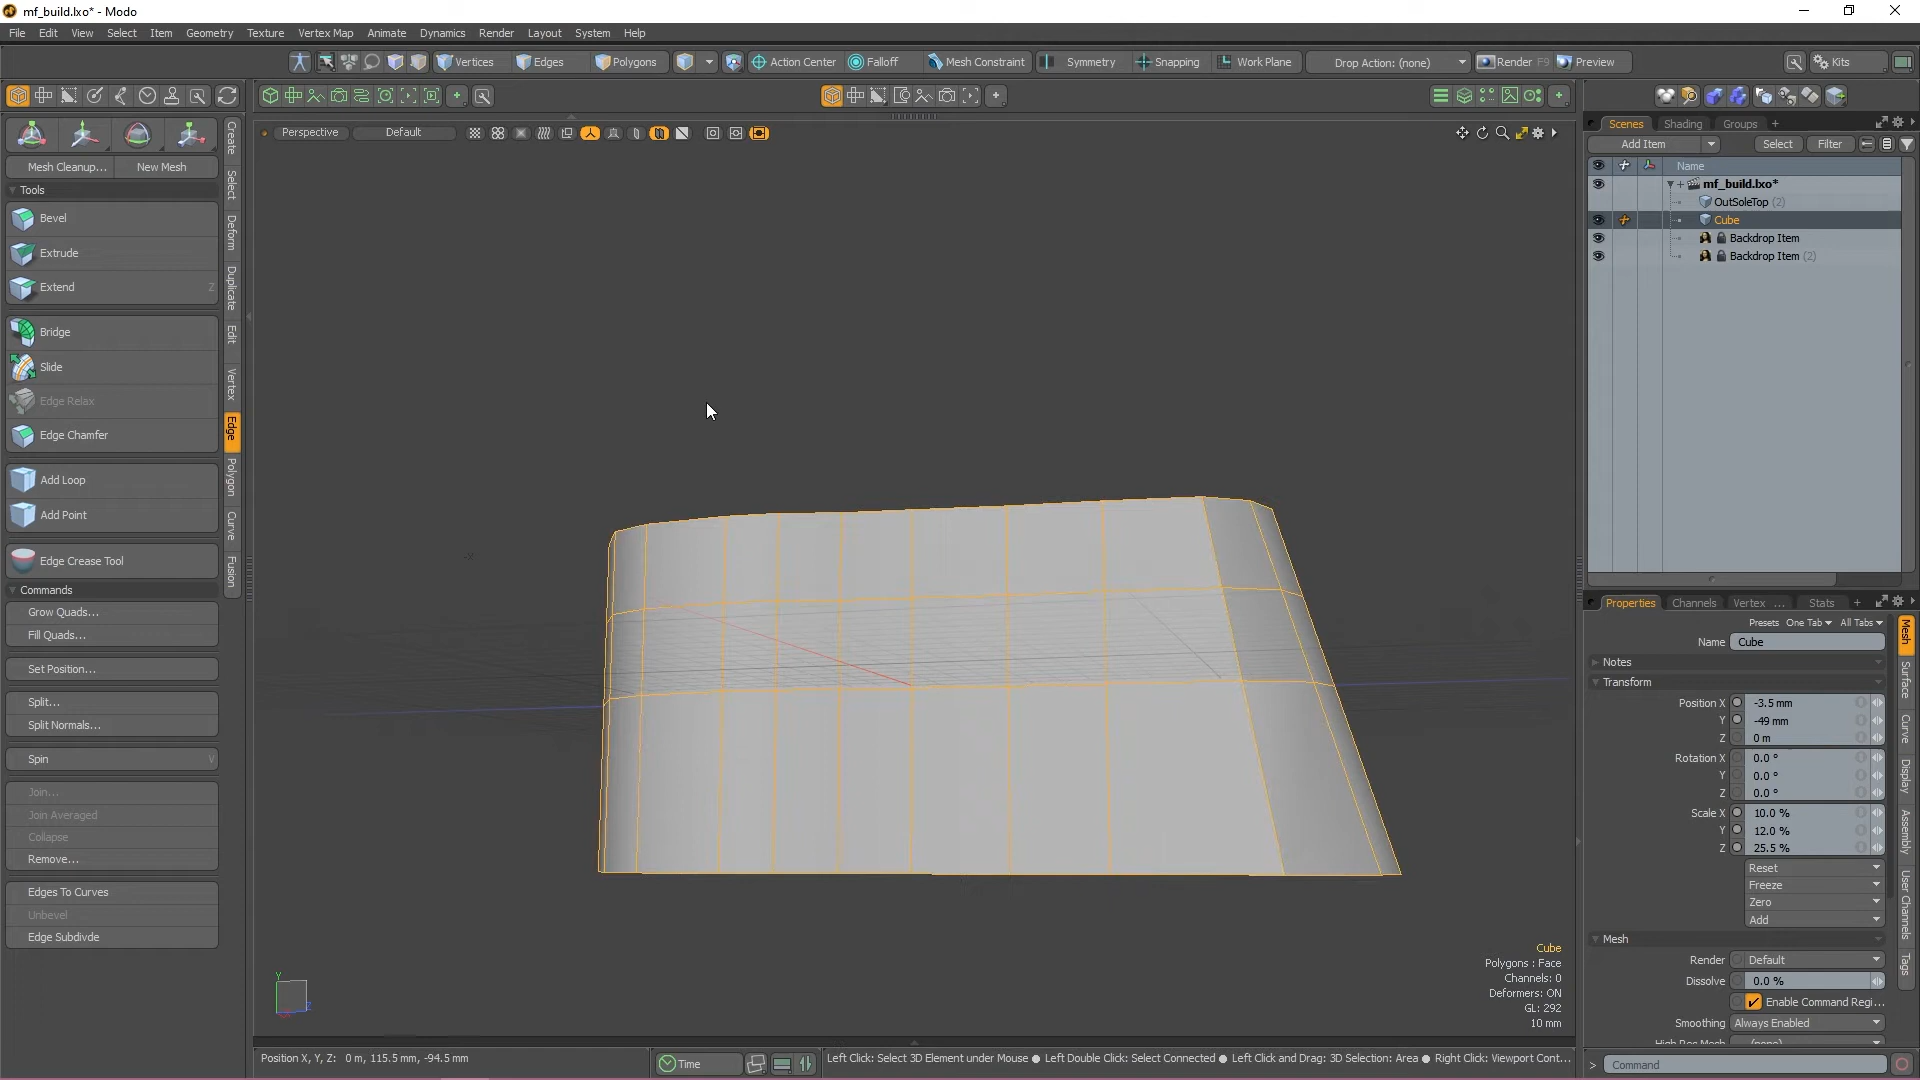 mf_build.lxo* - Modo
File Edit View Select Item Geometry Texture Vertex Map Animate Dynamics Render Layout System Help
Vertices Edges Polygons Action Center Falloff Mesh Constraint Symmetry Snapping Work Plane Drop Action: (none) Render F9 Preview Kits
Perspective Default
Scenes Shading Groups +
Add Item Select Filter
Name
mf_build.lxo*
OutSoleTop (2)
Cube
Backdrop Item
Backdrop Item (2)
Mesh Cleanup... New Mesh
Tools
Bevel
Extrude
Extend Z
Bridge
Slide
Edge Relax
Edge Chamfer
Add Loop
Add Point
Edge Crease Tool
Commands
Grow Quads...
Fill Quads...
Set Position...
Split...
Split Normals...
Spin V
Join...
Join Averaged
Collapse
Remove...
Edges To Curves
Unbevel
Edge Subdivde
Create
Select
Deform
Duplicate
Edit
Vertex
Edge
Polygon
Curve
Fusion
Properties Channels Vertex ... Stats +
Presets One Tab All Tabs
Name Cube
Notes
Transform
Position X -3.5 mm
Y -49 mm
Z 0 m
Rotation X 0.0 °
Y 0.0 °
Z 0.0 °
Scale X 10.0 %
Y 12.0 %
Z 25.5 %
Reset
Freeze
Zero
Add
Mesh
Render Default
Dissolve 0.0 %
Enable Command Regi...
Smoothing Always Enabled
Mesh
Surface
Curve
Display
Assembly
User Channels
Tags
Cube
Polygons : Face
Channels: 0
Deformers: ON
GL: 292
10 mm
Y
Z
Position X, Y, Z: 0 m, 115.5 mm, -94.5 mm
Time
Left Click: Select 3D Element under Mouse ● Left Double Click: Select Connected ● Left Click and Drag: 3D Selection: Area ● Right Click: Viewport Cont...
> Command